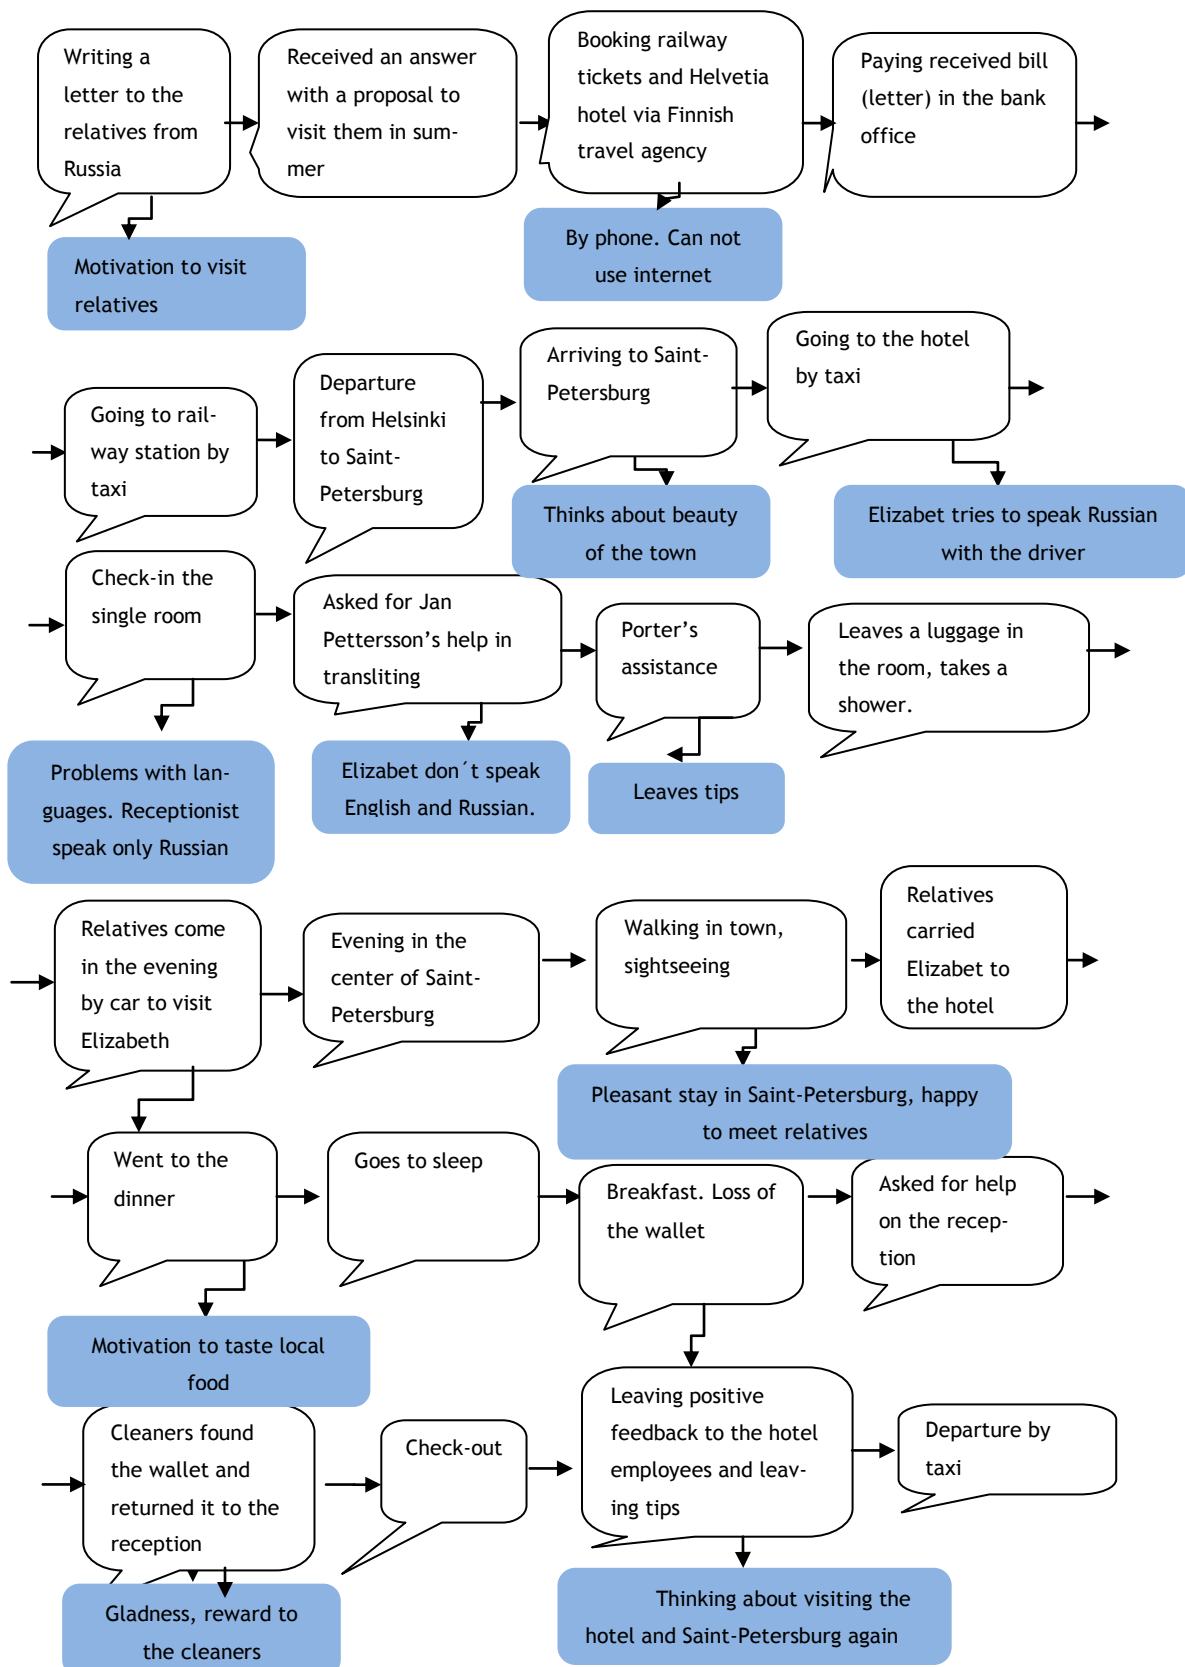 Writing a
letter to the
relatives from
Russia
Received an answer
with a proposal to
visit them in sum-
mer
Booking railway
tickets and Helvetia
hotel via Finnish
travel agency
Paying received bill
(letter) in the bank
office
Motivation to visit
relatives
By phone. Can not
use internet
Going to rail-
way station by
taxi
Departure
from Helsinki
to Saint-
Petersburg
Arriving to Saint-
Petersburg
Going to the hotel
by taxi
Thinks about beauty
of the town
Elizabet tries to speak Russian
with the driver
Check-in the
single room
Asked for Jan
Pettersson’s help in
transliting
Porter’s
assistance
Leaves a luggage in
the room, takes a
shower.
Problems with lan-
guages. Receptionist
speak only Russian
Elizabet don´t speak
English and Russian.
Leaves tips
Relatives come
in the evening
by car to visit
Elizabeth
Evening in the
center of Saint-
Petersburg
Walking in town,
sightseeing
Relatives
carried
Elizabet to
the hotel
Pleasant stay in Saint-Petersburg, happy
to meet relatives
Went to the
dinner
Goes to sleep
Breakfast. Loss of
the wallet
Asked for help
on the recep-
tion
Motivation to taste local
food
Cleaners found
the wallet and
returned it to the
reception
Check-out
Leaving positive
feedback to the hotel
employees and leav-
ing tips
Departure by
taxi
Gladness, reward to
the cleaners
Thinking about visiting the
hotel and Saint-Petersburg again